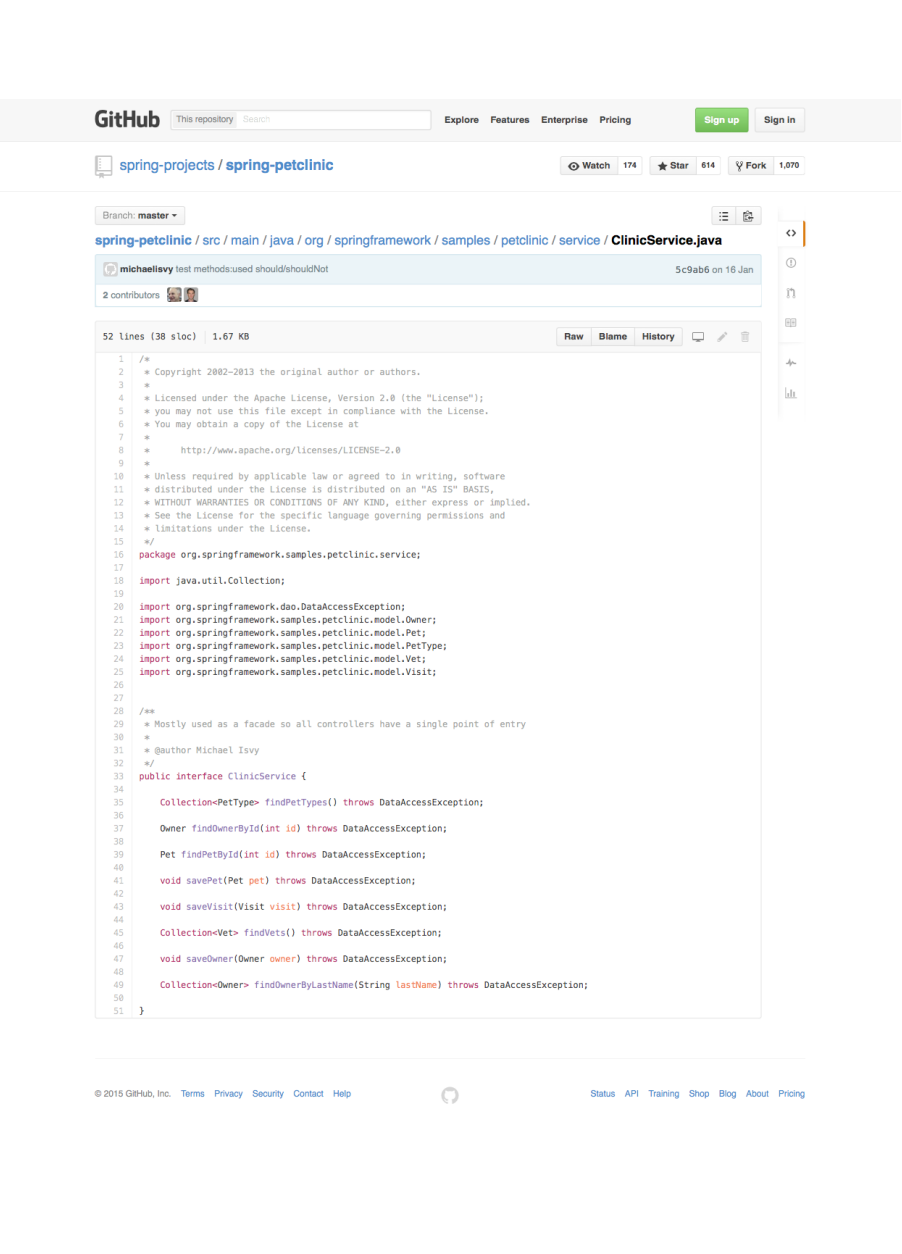 GitHub This repository Search Explore Features Enterprise Pricing Sign up Sign in
spring-projects / spring-petclinic Watch 174 Star 614 Fork 1,070
Branch: master
spring-petclinic / src / main / java / org / springframework / samples / petclinic / service / ClinicService.java
michaelisvy test methods:used should/shouldNot 5c9ab6 on 16 Jan
2 contributors
52 lines (38 sloc) 1.67 KB Raw Blame History
1 /*
2 * Copyright 2002-2013 the original author or authors.
3 *
4 * Licensed under the Apache License, Version 2.0 (the "License");
5 * you may not use this file except in compliance with the License.
6 * You may obtain a copy of the License at
7 *
8 * http://www.apache.org/licenses/LICENSE-2.0
9 *
10 * Unless required by applicable law or agreed to in writing, software
11 * distributed under the License is distributed on an "AS IS" BASIS,
12 * WITHOUT WARRANTIES OR CONDITIONS OF ANY KIND, either express or implied.
13 * See the License for the specific language governing permissions and
14 * limitations under the License.
15 */
16 package org.springframework.samples.petclinic.service;
17
18 import java.util.Collection;
19
20 import org.springframework.dao.DataAccessException;
21 import org.springframework.samples.petclinic.model.Owner;
22 import org.springframework.samples.petclinic.model.Pet;
23 import org.springframework.samples.petclinic.model.PetType;
24 import org.springframework.samples.petclinic.model.Vet;
25 import org.springframework.samples.petclinic.model.Visit;
26
27
28 /**
29 * Mostly used as a facade so all controllers have a single point of entry
30 *
31 * @author Michael Isvy
32 */
33 public interface ClinicService {
34
35 Collection<PetType> findPetTypes() throws DataAccessException;
36
37 Owner findOwnerById(int id) throws DataAccessException;
38
39 Pet findPetById(int id) throws DataAccessException;
40
41 void savePet(Pet pet) throws DataAccessException;
42
43 void saveVisit(Visit visit) throws DataAccessException;
44
45 Collection<Vet> findVets() throws DataAccessException;
46
47 void saveOwner(Owner owner) throws DataAccessException;
48
49 Collection<Owner> findOwnerByLastName(String lastName) throws DataAccessException;
50
51 }
© 2015 GitHub, Inc. Terms Privacy Security Contact Help Status API Training Shop Blog About Pricing